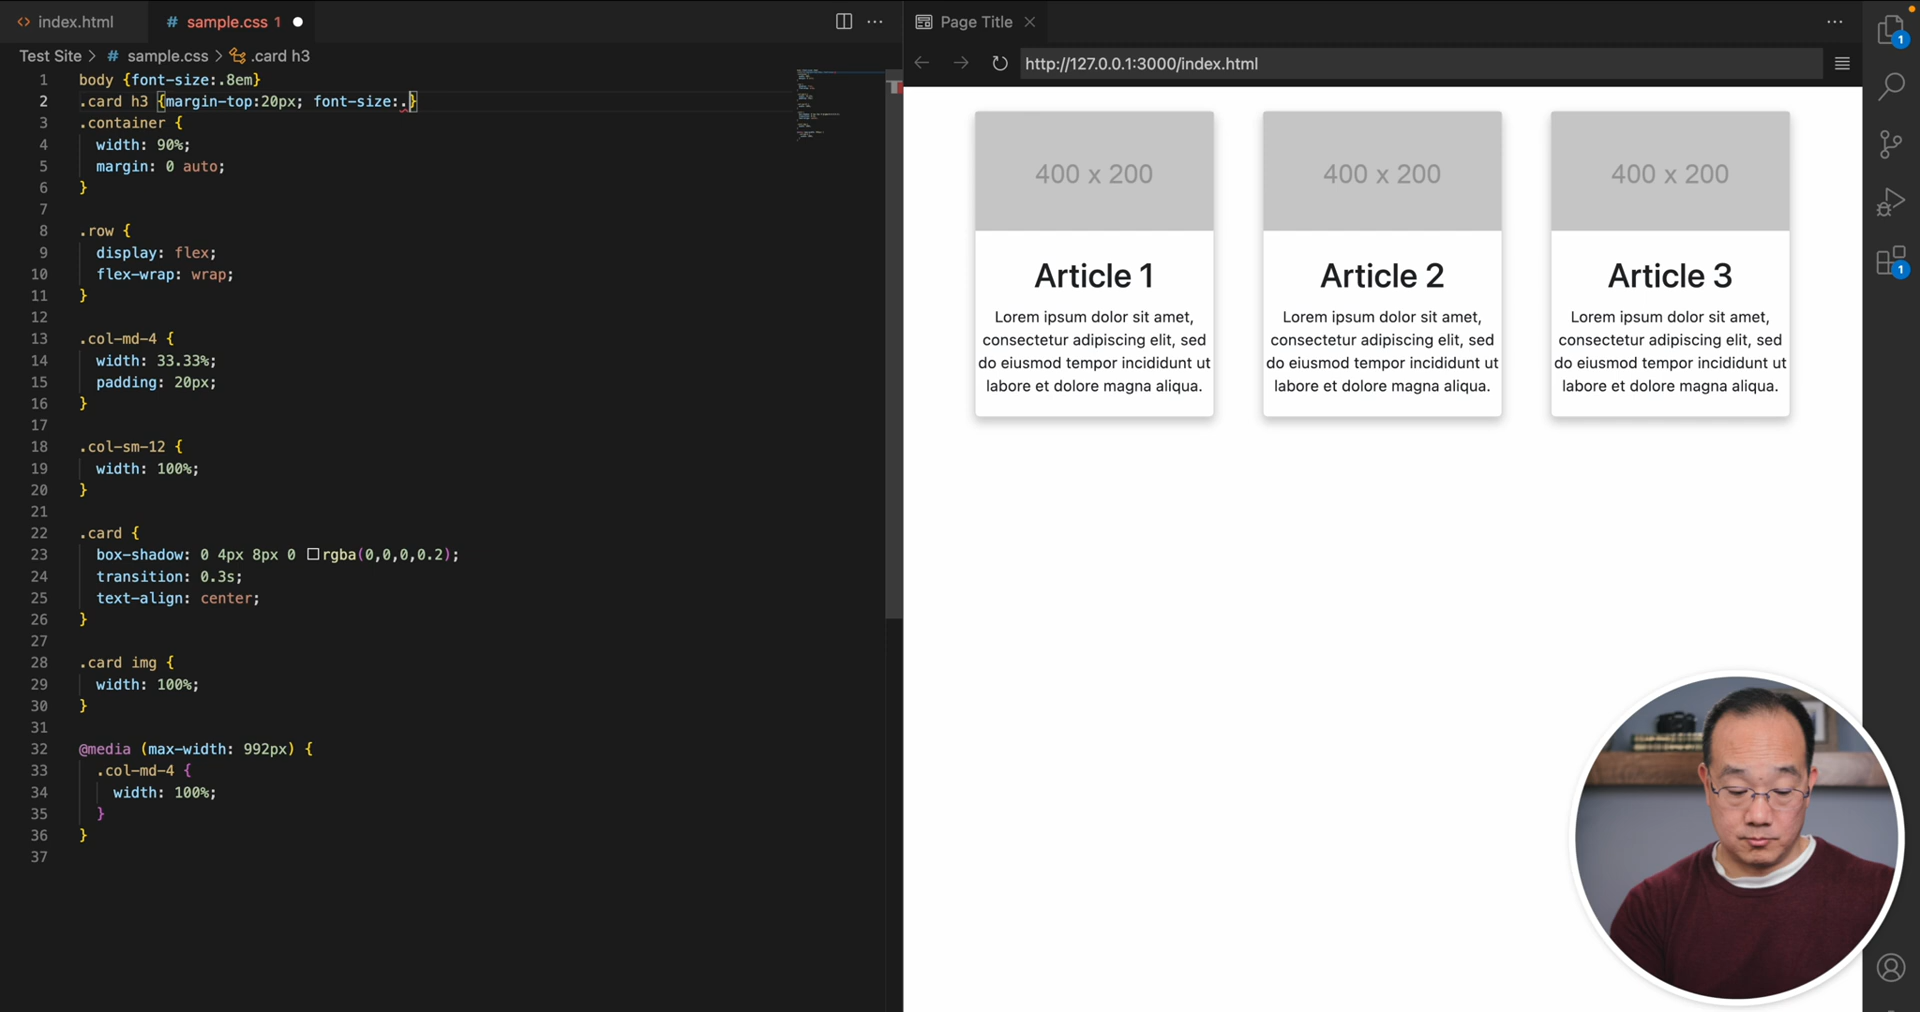 index.html
# sample.css 1
Page Title
Test Site > # sample.css > .card h3
http://127.0.0.1:3000/index.html
1 body {font-size:.8em}
2 .card h3 {margin-top:20px; font-size:.}
3 .container {
4 width: 90%;
5 margin: 0 auto;
6 }
7
8 .row {
9 display: flex;
10 flex-wrap: wrap;
11 }
12
13 .col-md-4 {
14 width: 33.33%;
15 padding: 20px;
16 }
17
18 .col-sm-12 {
19 width: 100%;
20 }
21
22 .card {
23 box-shadow: 0 4px 8px 0 rgba(0,0,0,0.2);
24 transition: 0.3s;
25 text-align: center;
26 }
27
28 .card img {
29 width: 100%;
30 }
31
32 @media (max-width: 992px) {
33 .col-md-4 {
34 width: 100%;
35 }
36 }
37
400 x 200
Article 1
Lorem ipsum dolor sit amet,
consectetur adipiscing elit, sed
do eiusmod tempor incididunt ut
labore et dolore magna aliqua.
400 x 200
Article 2
Lorem ipsum dolor sit amet,
consectetur adipiscing elit, sed
do eiusmod tempor incididunt ut
labore et dolore magna aliqua.
400 x 200
Article 3
Lorem ipsum dolor sit amet,
consectetur adipiscing elit, sed
do eiusmod tempor incididunt ut
labore et dolore magna aliqua.
1
1